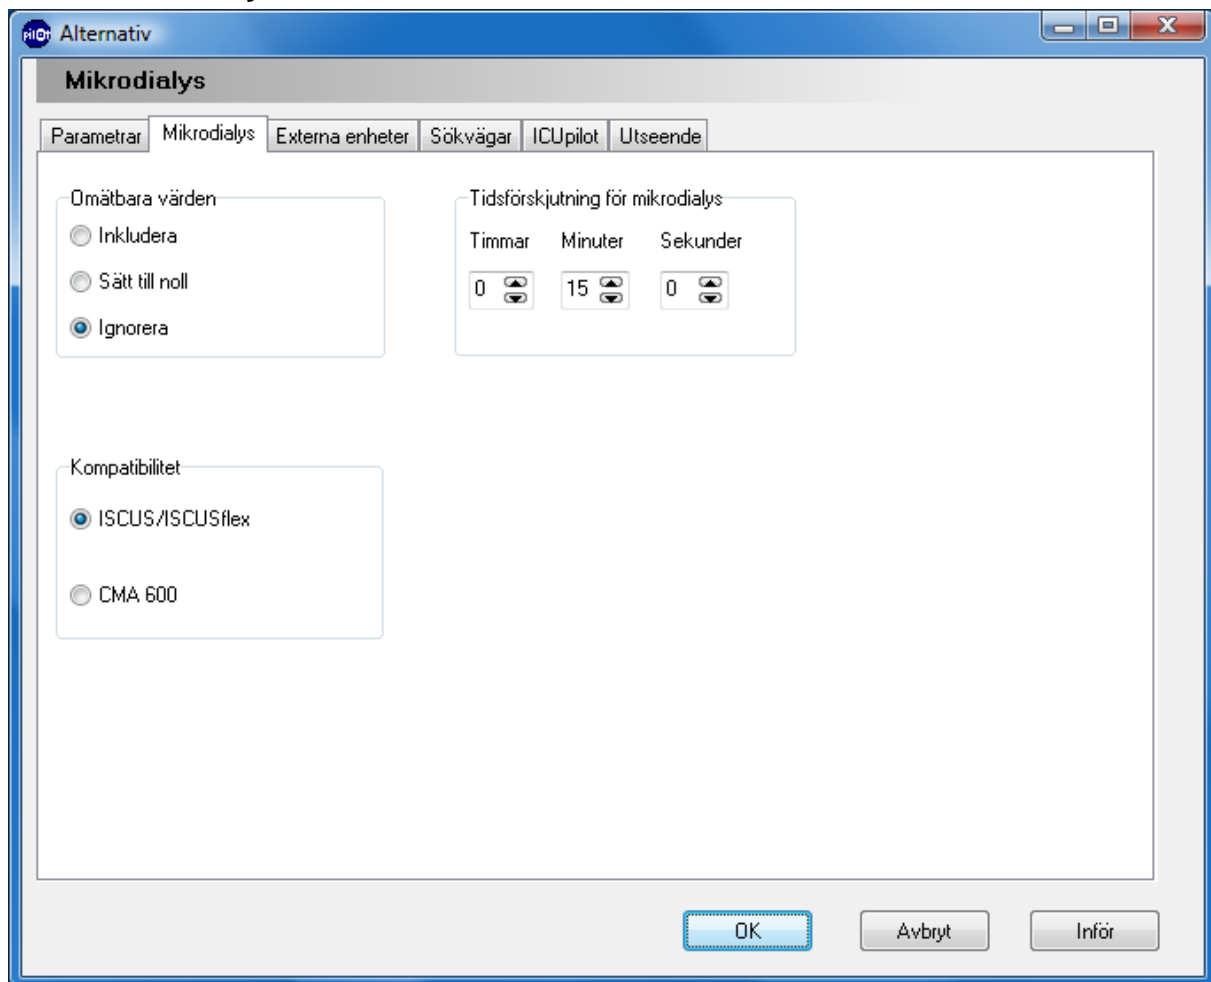 PilOt Alternativ
Mikrodialys
Parametrar Mikrodialys Externa enheter Sökvägar ICUpilot Utseende
Omätbara värden
Inkludera
Sätt till noll
Ignorera
Tidsförskjutning för mikrodialys
Timmar Minuter Sekunder
0 15 0
Kompatibilitet
ISCUS/ISCUSflex
CMA 600
OK Avbryt Inför